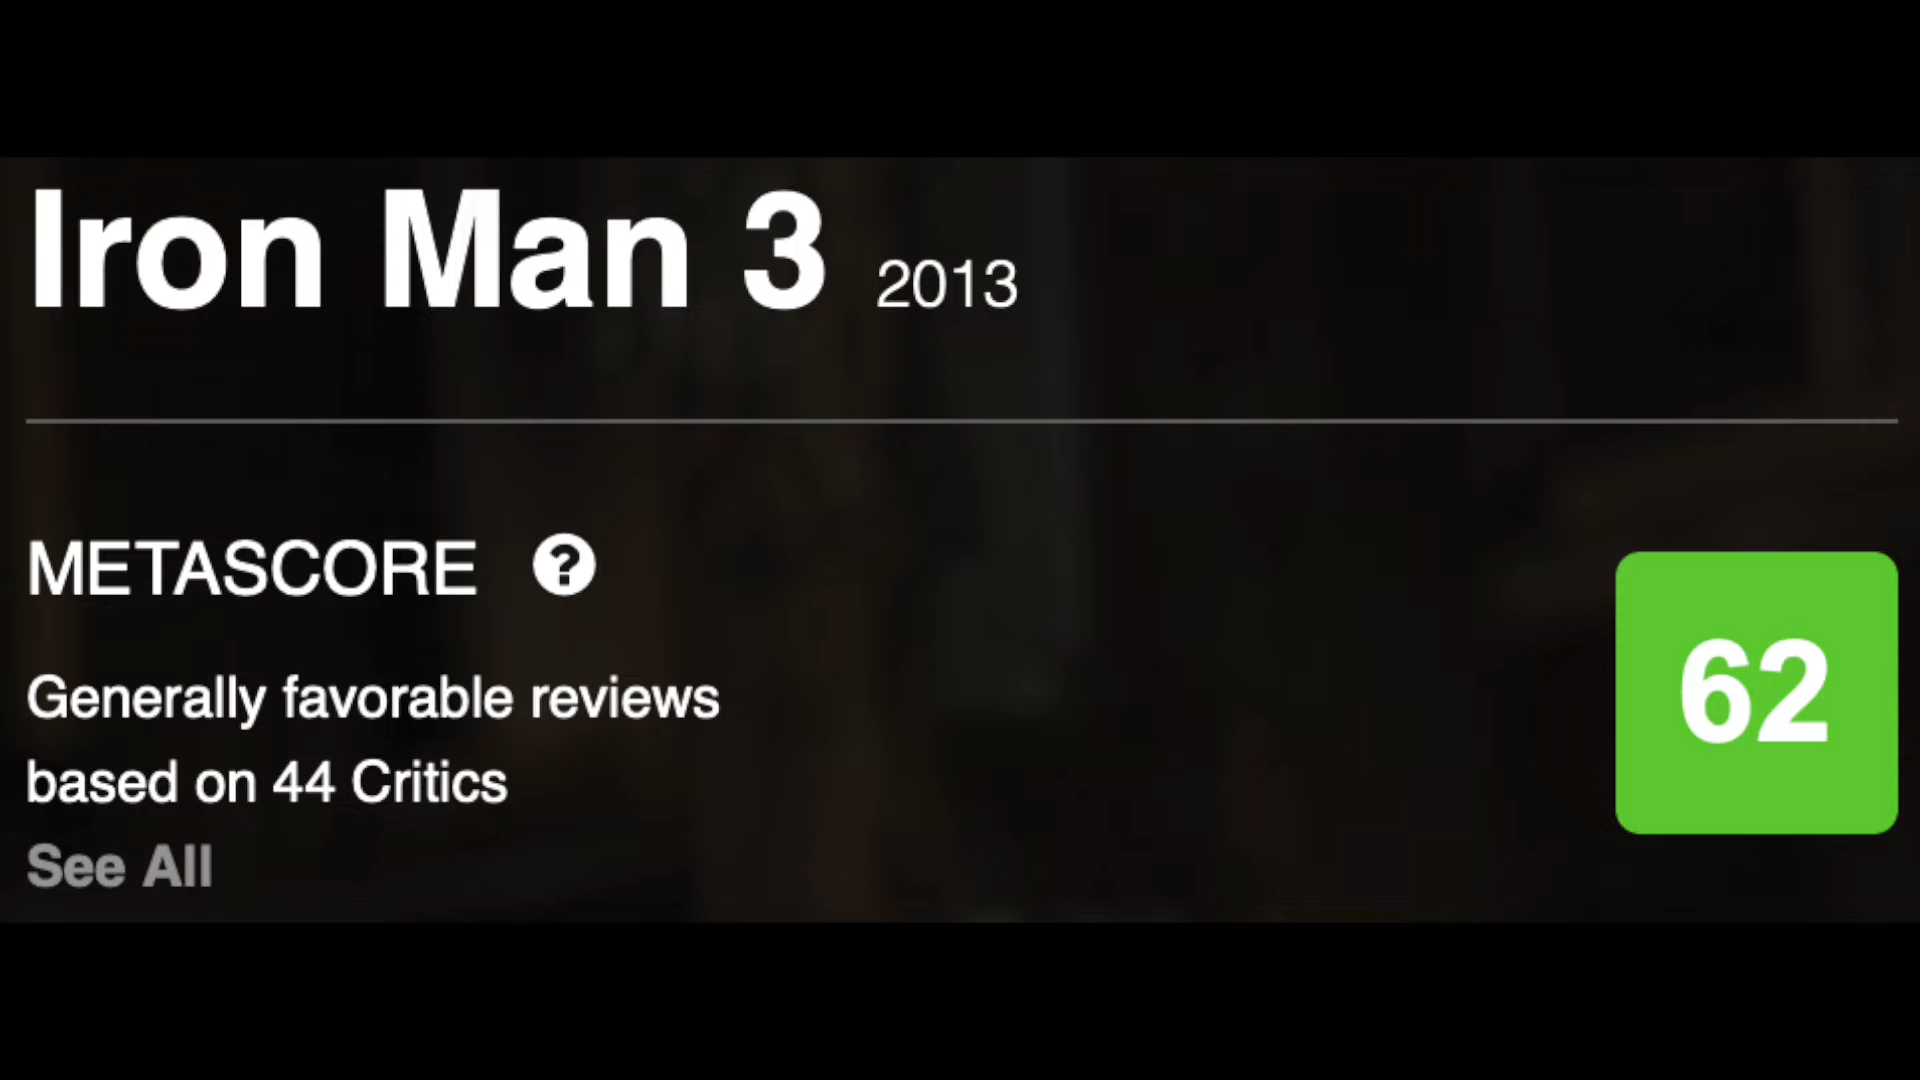 Iron Man 3 2013
METASCORE ?
62
Generally favorable reviews
based on 44 Critics
See All